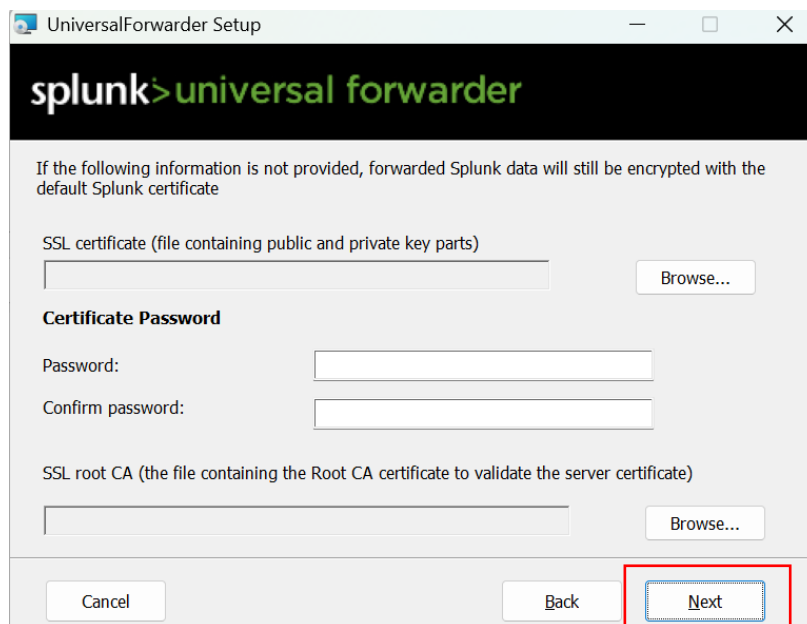 UniversalForwarder Setup
splunk>universal forwarder
If the following information is not provided, forwarded Splunk data will still be encrypted with the
default Splunk certificate
SSL certificate (file containing public and private key parts)
Browse...
Certificate Password
Password:
Confirm password:
SSL root CA (the file containing the Root CA certificate to validate the server certificate)
Browse...
Cancel
Back
Next